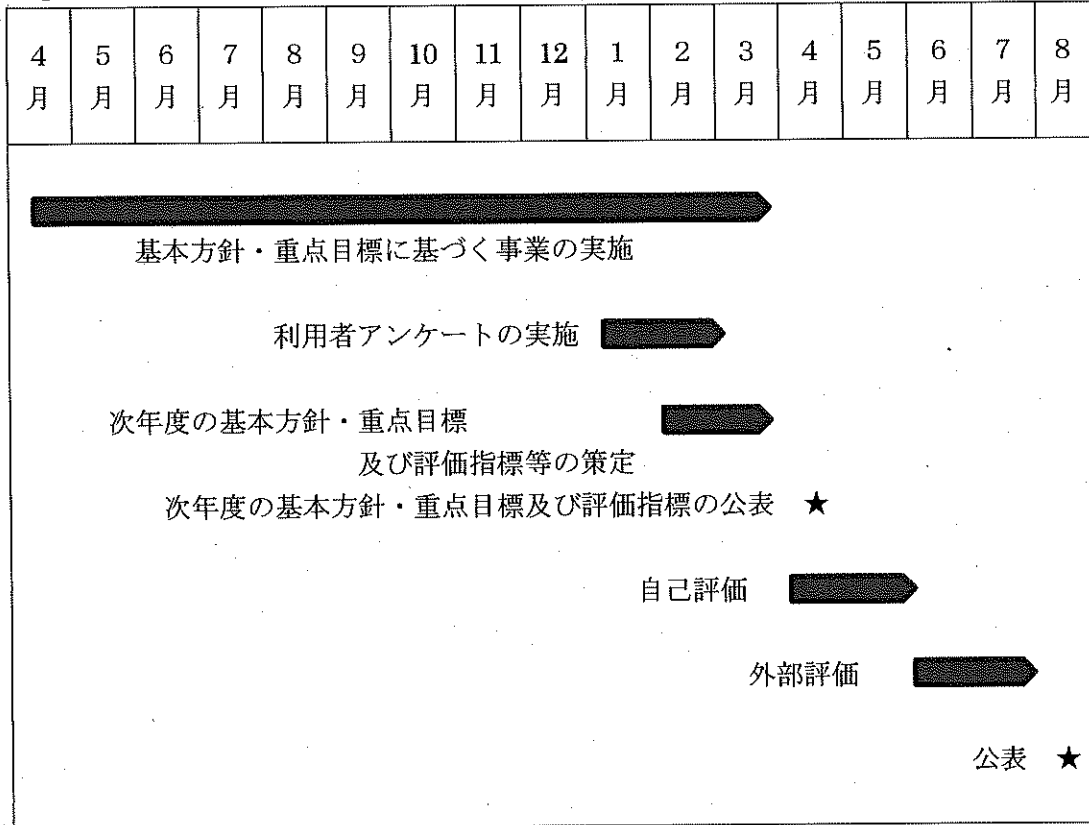 4月 5月 6月 7月 8月 9月 10月 11月 12月 1月 2月 3月 4月 5月 6月 7月 8月
基本方針・重点目標に基づく事業の実施
利用者アンケートの実施
次年度の基本方針・重点目標
及び評価指標等の策定
次年度の基本方針・重点目標及び評価指標の公表 ★
自己評価
外部評価
公表 ★